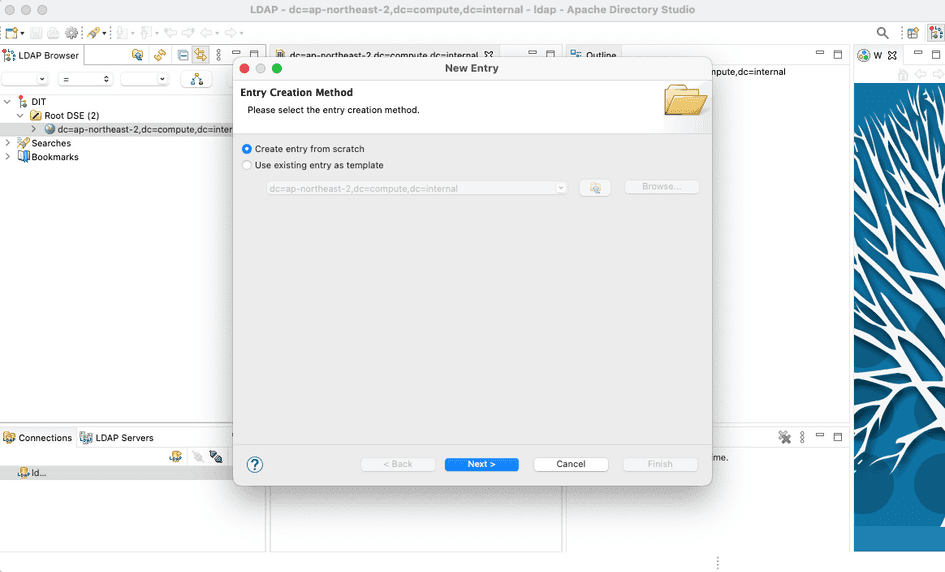 LDAP - dc=ap-northeast-2,dc=compute,dc=internal - ldap - Apache Directory Studio
LDAP Browser
dc=ap-northeast-2,dc=compute,dc=internal
Outline
W
=
mpute,dc=internal
DIT
Root DSE (2)
dc=ap-northeast-2,dc=compute,dc=inter
Searches
Bookmarks
New Entry
Entry Creation Method
Please select the entry creation method.
Create entry from scratch
Use existing entry as template
dc=ap-northeast-2,dc=compute,dc=internal
Browse...
? < Back Next > Cancel Finish
Connections
LDAP Servers
ld...
me.